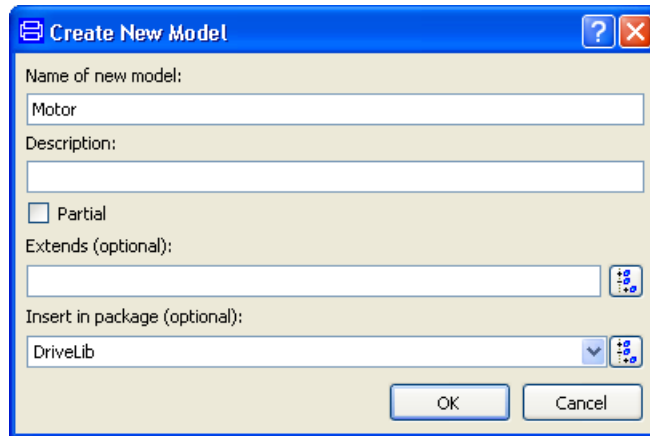 Create New Model
Name of new model:
Motor
Description:
Partial
Extends (optional):
Insert in package (optional):
DriveLib
OK Cancel